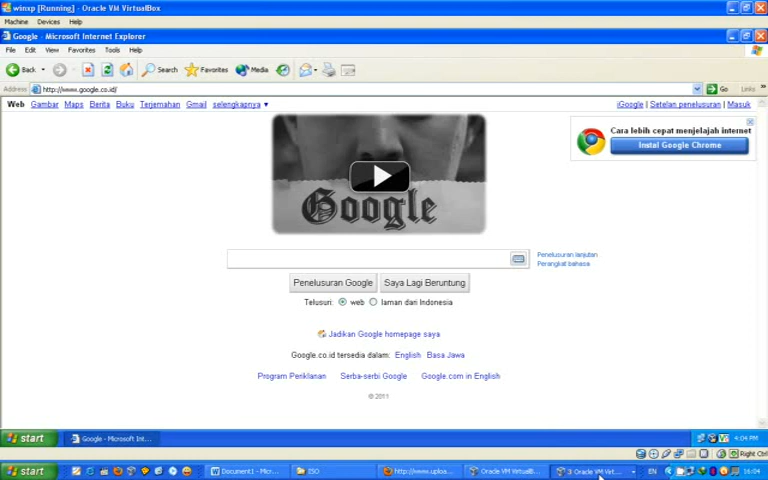 winxp [Running] - Oracle VM VirtualBox
Machine Devices Help
Google - Microsoft Internet Explorer
File Edit View Favorites Tools Help
Back Search Favorites Media
Address http://www.google.co.id/ Go Links »
Web Gambar Maps Berita Buku Terjemahan Gmail selengkapnya ▼ iGoogle | Setelan penelusuran | Masuk
Cara lebih cepat menjelajah internet
Instal Google Chrome
Google
Penelusuran lanjutan
Perangkat bahasa
Penelusuran Google Saya Lagi Beruntung
Telusuri: web laman dari Indonesia
Jadikan Google homepage saya
Google.co.id tersedia dalam: English Basa Jawa
Program Periklanan Serba-serbi Google Google.com in English
© 2011
start Google - Microsoft Int... 4:04 PM
Right Ctrl
start Document1 - Micr... ISO http://www.uploa... Oracle VM VirtualB... 3 Oracle VM Virt... EN 16:04